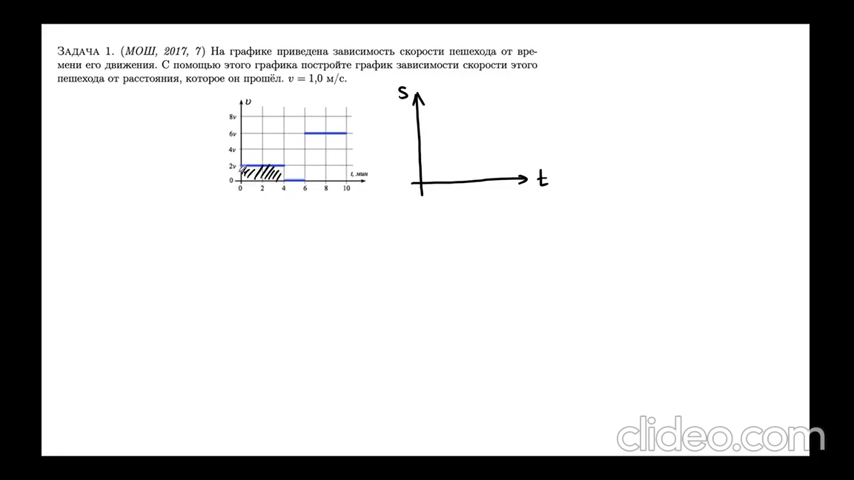 Задача 1. (МОШ, 2017, 7) На графике приведена зависимость скорости пешехода от вре-
мени его движения. С помощью этого графика постройте график зависимости скорости этого
пешехода от расстояния, которое он прошёл. v = 1,0 м/с.
υ
8v
6v
4v
2v
0
0 2 4 6 8 10
t, мин
S
t
clideo.com